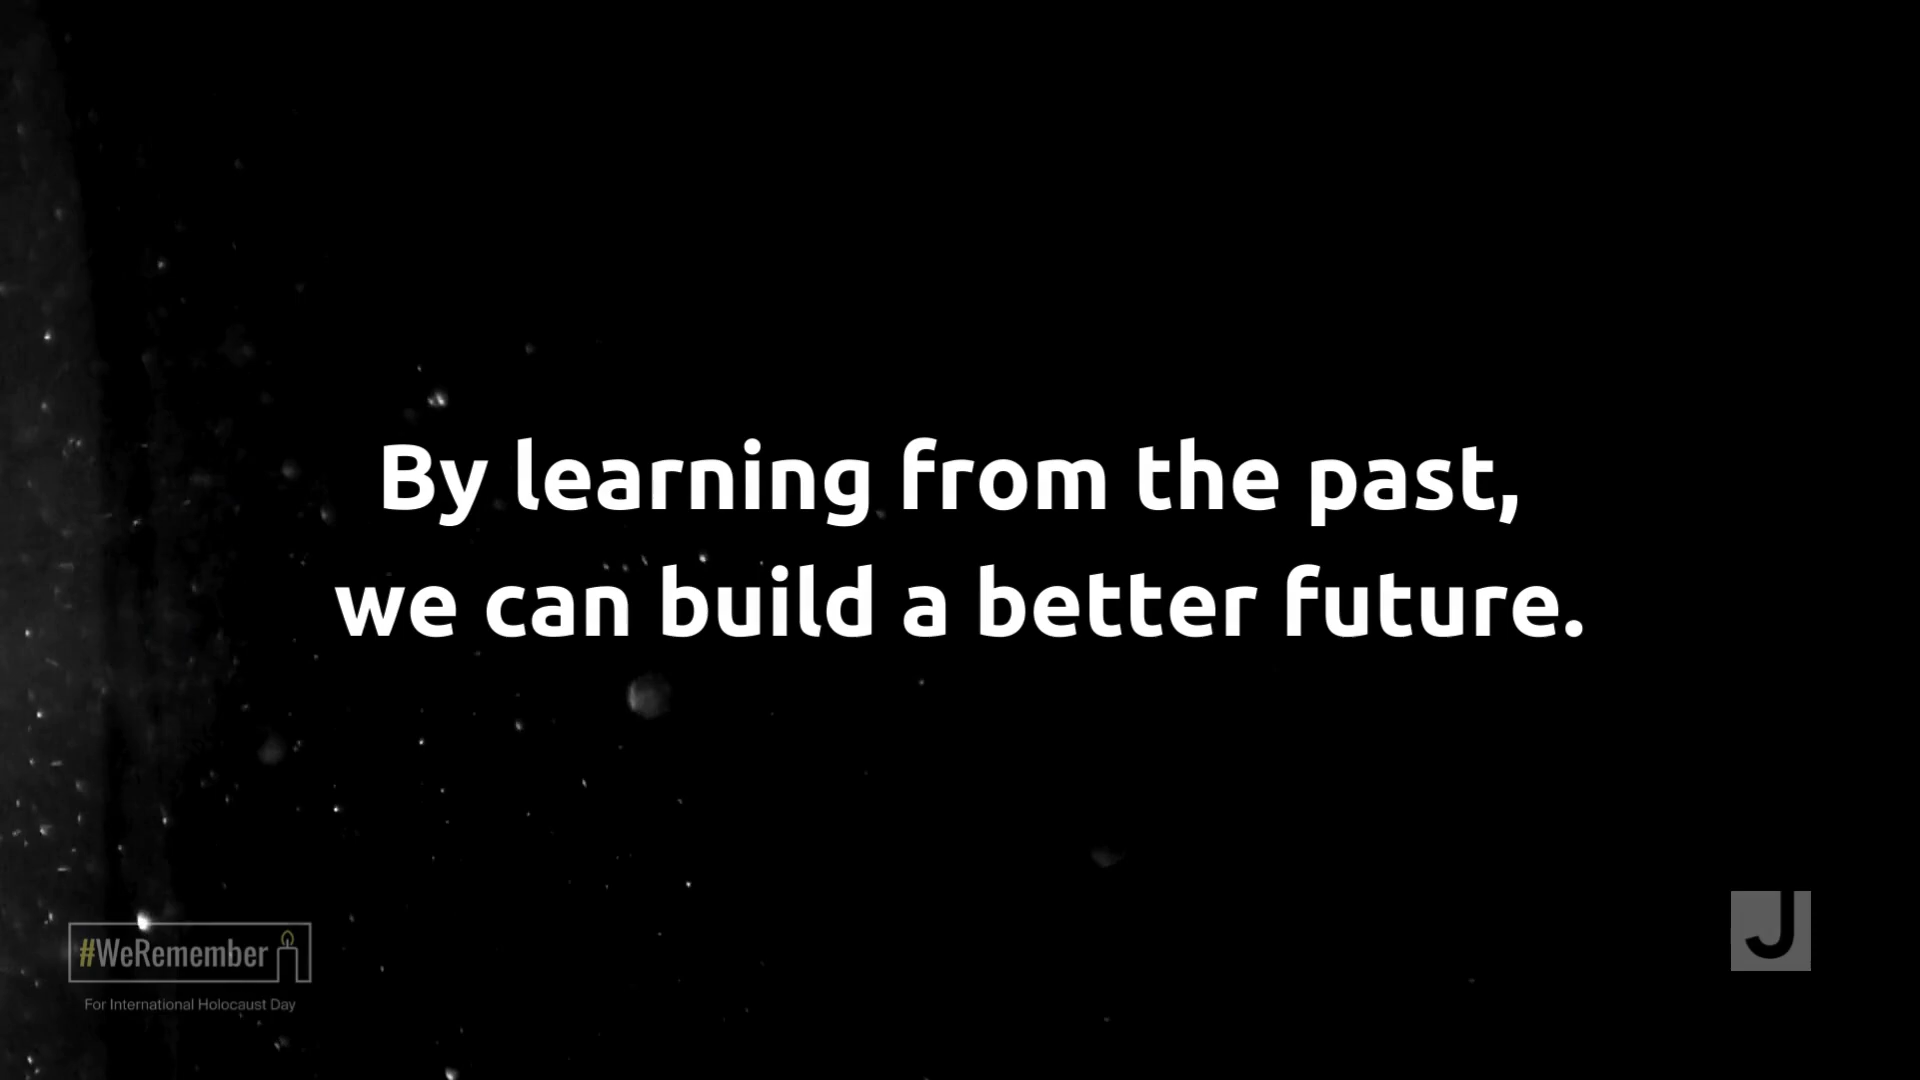 By learning from the past,
we can build a better future.
#WeRemember
For International Holocaust Day
J